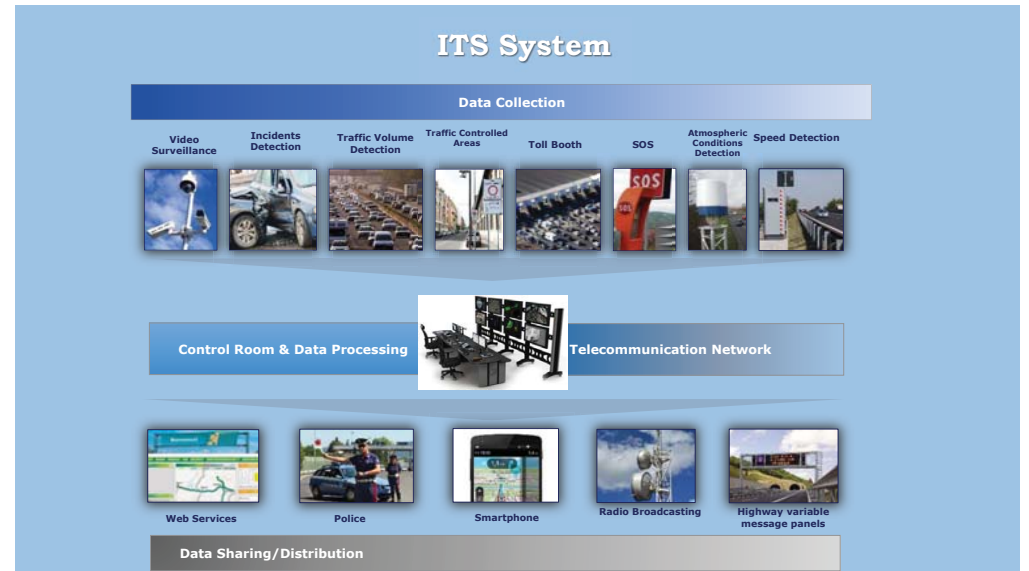 ITS System
Data Collection
Video
Surveillance
Incidents
Detection
Traffic Volume
Detection
Traffic Controlled
Areas
Toll Booth
SOS
Atmospheric
Conditions
Detection
Speed Detection
SOS
SOS
Control Room & Data Processing
Telecommunication Network
Web Services
Police
Smartphone
Radio Broadcasting
Highway variable
message panels
Data Sharing/Distribution